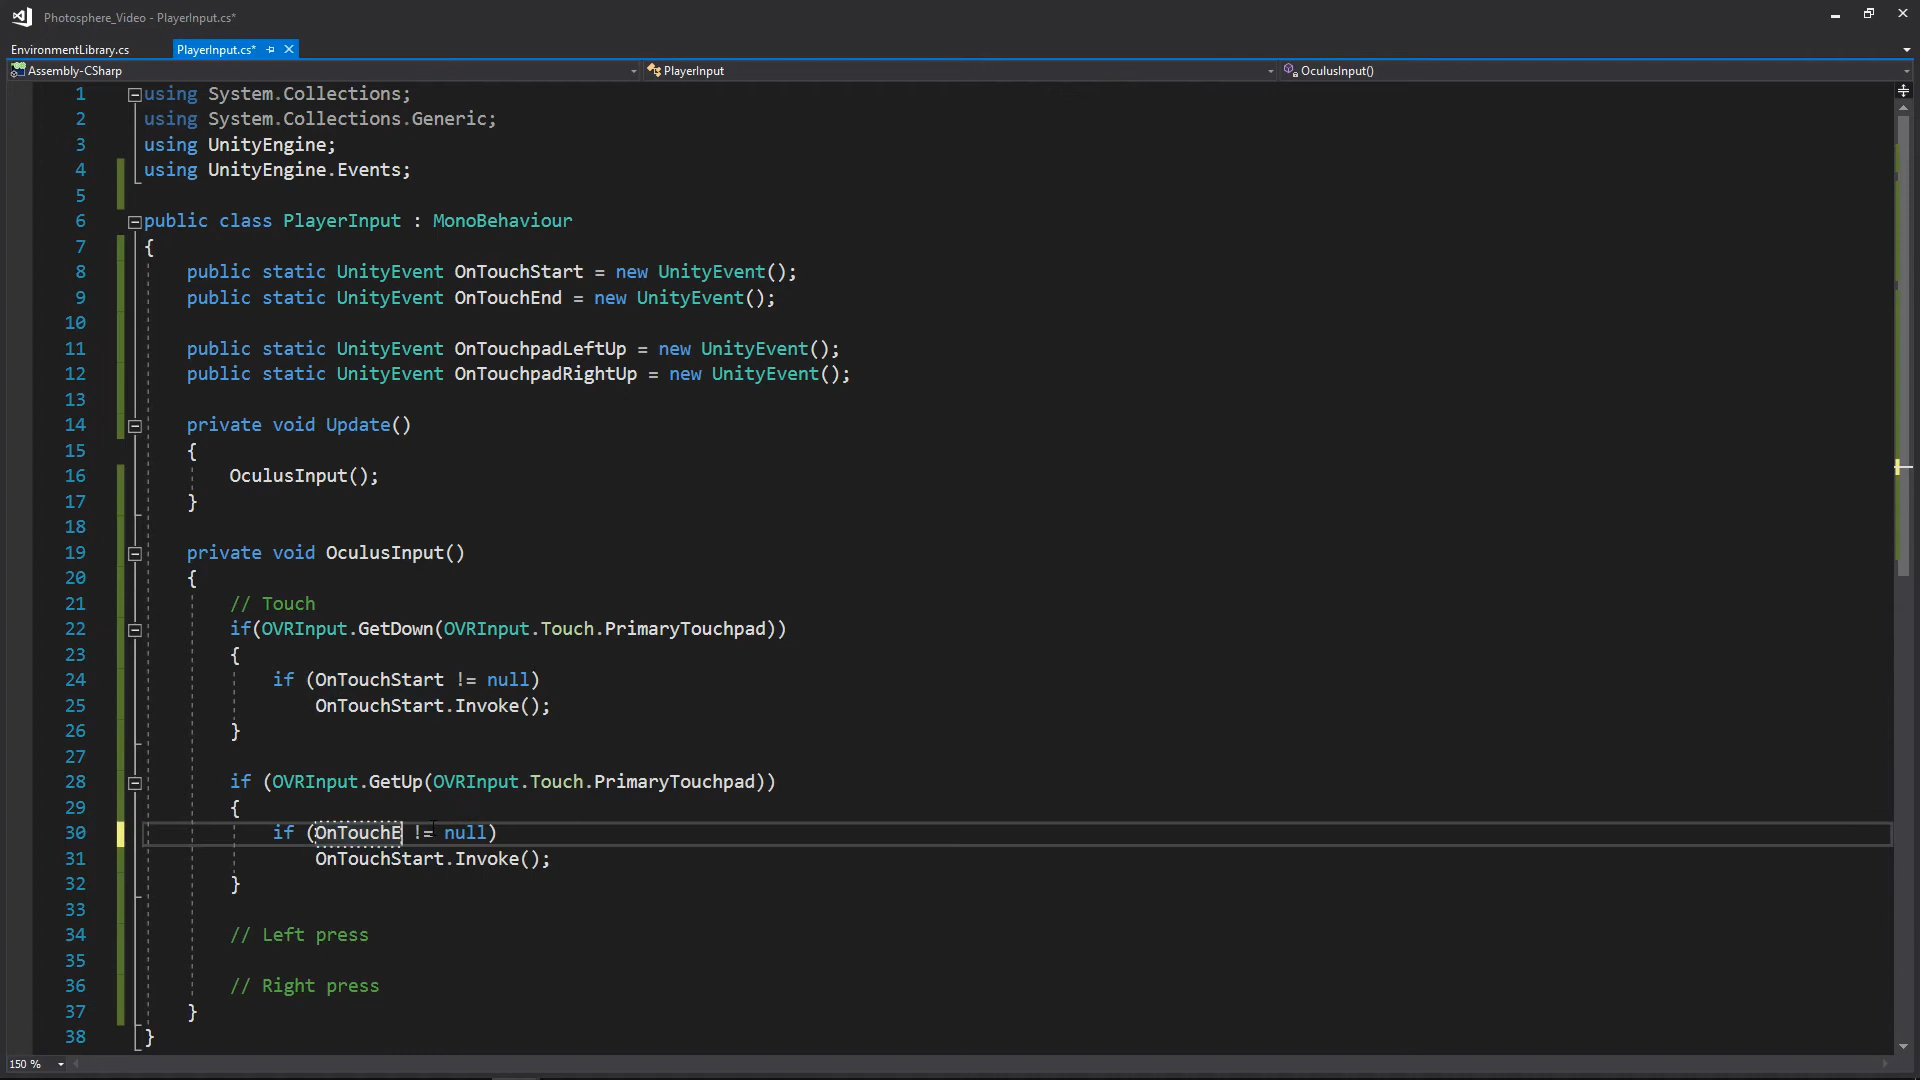 Photosphere_Video - PlayerInput.cs*
EnvironmentLibrary.cs PlayerInput.cs*
Assembly-CSharp PlayerInput OculusInput()
1 using System.Collections;
2 using System.Collections.Generic;
3 using UnityEngine;
4 using UnityEngine.Events;
5
6 public class PlayerInput : MonoBehaviour
7 {
8 public static UnityEvent OnTouchStart = new UnityEvent();
9 public static UnityEvent OnTouchEnd = new UnityEvent();
10
11 public static UnityEvent OnTouchpadLeftUp = new UnityEvent();
12 public static UnityEvent OnTouchpadRightUp = new UnityEvent();
13
14 private void Update()
15 {
16 OculusInput();
17 }
18
19 private void OculusInput()
20 {
21 // Touch
22 if(OVRInput.GetDown(OVRInput.Touch.PrimaryTouchpad))
23 {
24 if (OnTouchStart != null)
25 OnTouchStart.Invoke();
26 }
27
28 if (OVRInput.GetUp(OVRInput.Touch.PrimaryTouchpad))
29 {
30 if (OnTouchE != null)
31 OnTouchStart.Invoke();
32 }
33
34 // Left press
35
36 // Right press
37 }
38 }
150 %